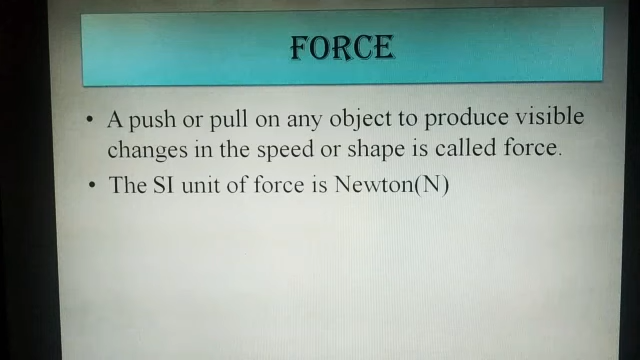 FORCE
• A push or pull on any object to produce visible
changes in the speed or shape is called force.
• The SI unit of force is Newton(N)